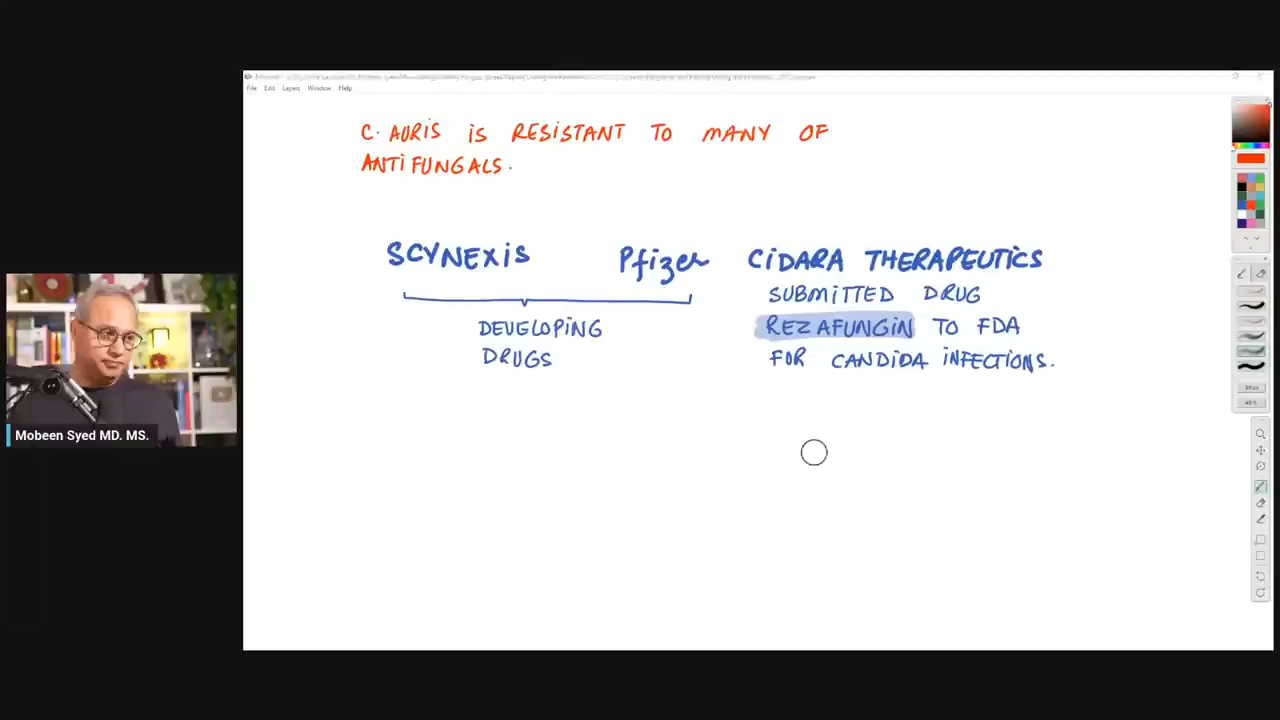 File Edit Layers Window Help
C. AURIS IS RESISTANT TO MANY OF
ANTIFUNGALS.
SCYNEXIS Pfizer CIDARA THERAPEUTICS
SUBMITTED DRUG
DEVELOPING
DRUGS
REZAFUNGIN TO FDA
FOR CANDIDA INFECTIONS.
Mobeen Syed MD. MS.